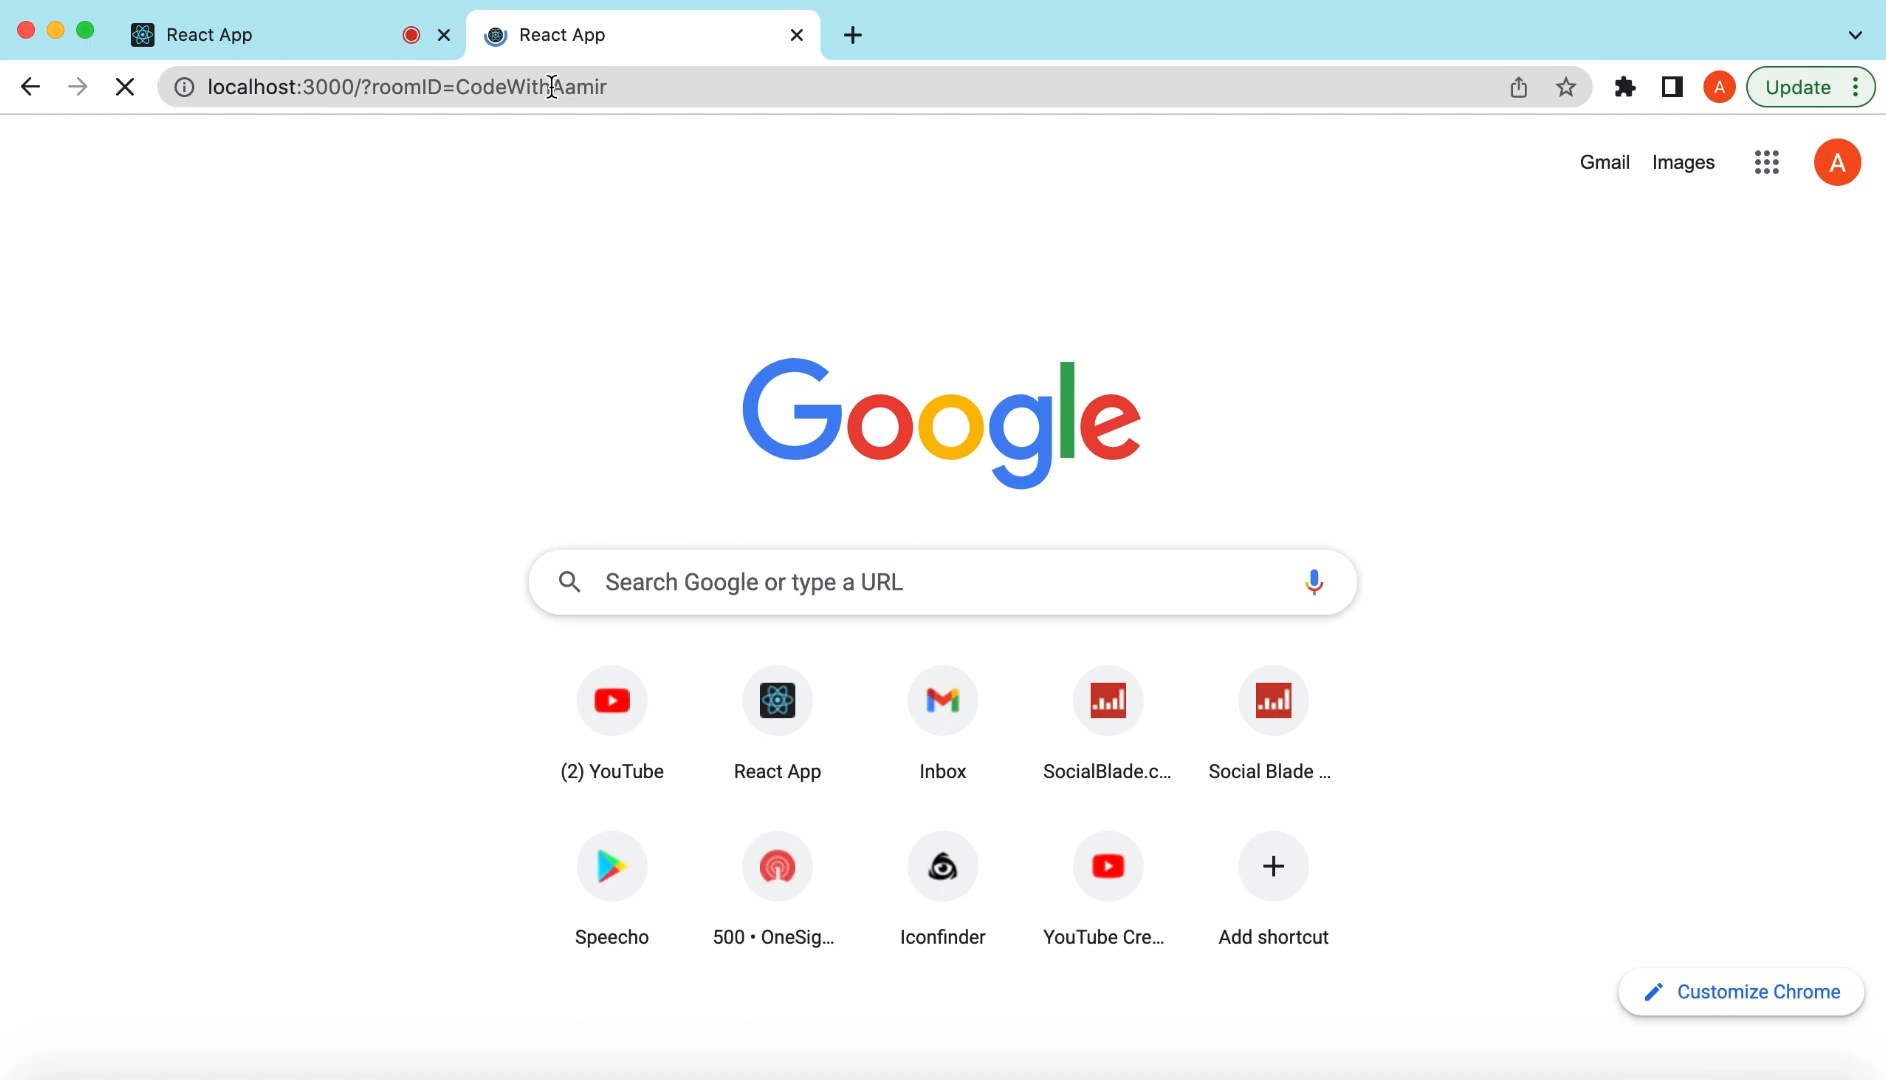 React App
React App
localhost:3000/?roomID=CodeWithAamir
A
Update
Gmail
Images
A
Google
Search Google or type a URL
(2) YouTube
React App
Inbox
SocialBlade.c...
Social Blade ...
Speecho
500 • OneSig...
Iconfinder
YouTube Cre...
Add shortcut
Customize Chrome